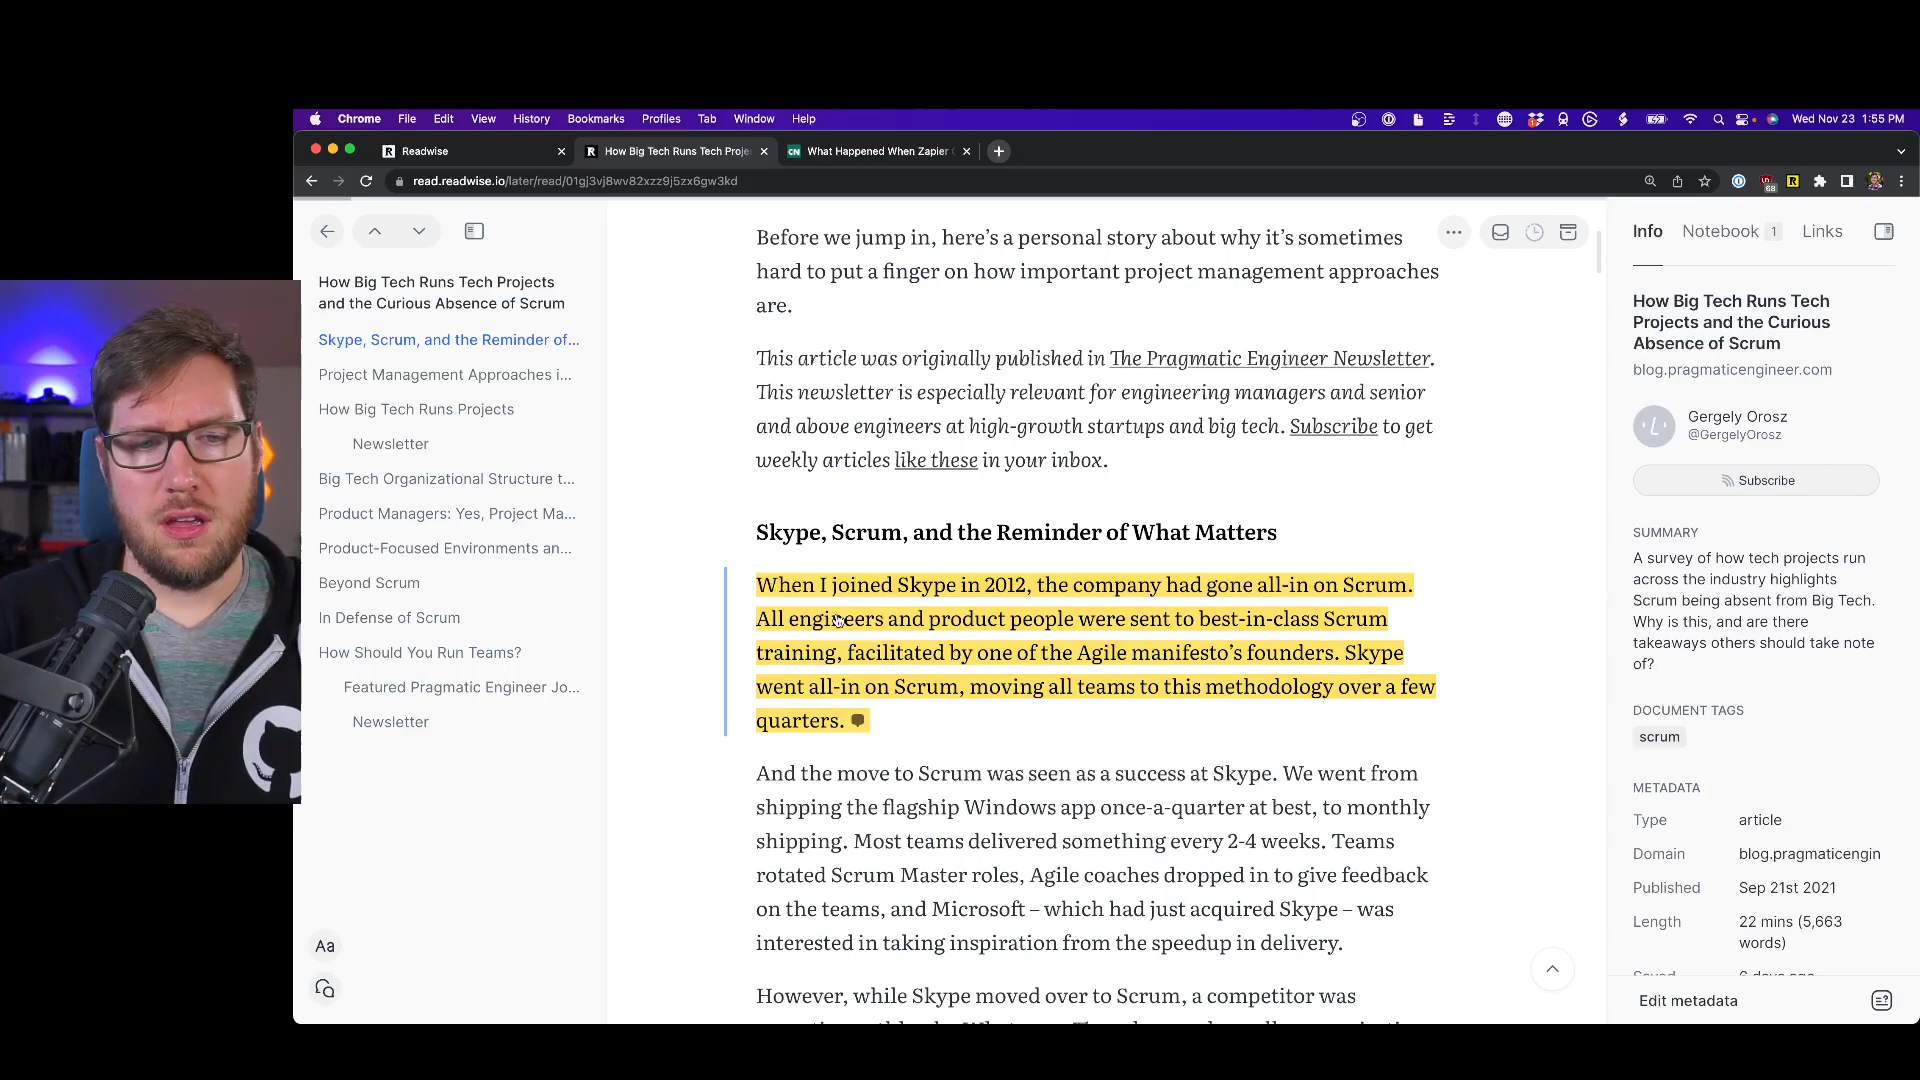 Chrome File Edit View History Bookmarks Profiles Tab Window Help
Wed Nov 23 1:55 PM
Readwise
How Big Tech Runs Tech Proje
What Happened When Zapier
read.readwise.io/later/read/01gj3vj8wv82xzz9j5zx6gw3kd
68
How Big Tech Runs Tech Projects
and the Curious Absence of Scrum
Skype, Scrum, and the Reminder of...
Project Management Approaches i...
How Big Tech Runs Projects
Newsletter
Big Tech Organizational Structure t...
Product Managers: Yes, Project Ma...
Product-Focused Environments an...
Beyond Scrum
In Defense of Scrum
How Should You Run Teams?
Featured Pragmatic Engineer Jo...
Newsletter
Aa
Before we jump in, here’s a personal story about why it’s sometimes
hard to put a finger on how important project management approaches
are.
This article was originally published in The Pragmatic Engineer Newsletter.
This newsletter is especially relevant for engineering managers and senior
and above engineers at high-growth startups and big tech. Subscribe to get
weekly articles like these in your inbox.
Skype, Scrum, and the Reminder of What Matters
When I joined Skype in 2012, the company had gone all-in on Scrum.
All engineers and product people were sent to best-in-class Scrum
training, facilitated by one of the Agile manifesto’s founders. Skype
went all-in on Scrum, moving all teams to this methodology over a few
quarters.
And the move to Scrum was seen as a success at Skype. We went from
shipping the flagship Windows app once-a-quarter at best, to monthly
shipping. Most teams delivered something every 2-4 weeks. Teams
rotated Scrum Master roles, Agile coaches dropped in to give feedback
on the teams, and Microsoft – which had just acquired Skype – was
interested in taking inspiration from the speedup in delivery.
However, while Skype moved over to Scrum, a competitor was
Info Notebook 1 Links
How Big Tech Runs Tech
Projects and the Curious
Absence of Scrum
blog.pragmaticengineer.com
Gergely Orosz
@GergelyOrosz
Subscribe
SUMMARY
A survey of how tech projects run
across the industry highlights
Scrum being absent from Big Tech.
Why is this, and are there
takeaways others should take note
of?
DOCUMENT TAGS
scrum
METADATA
Type article
Domain blog.pragmaticengin
Published Sep 21st 2021
Length 22 mins (5,663
words)
Saved 6 days ago
Edit metadata